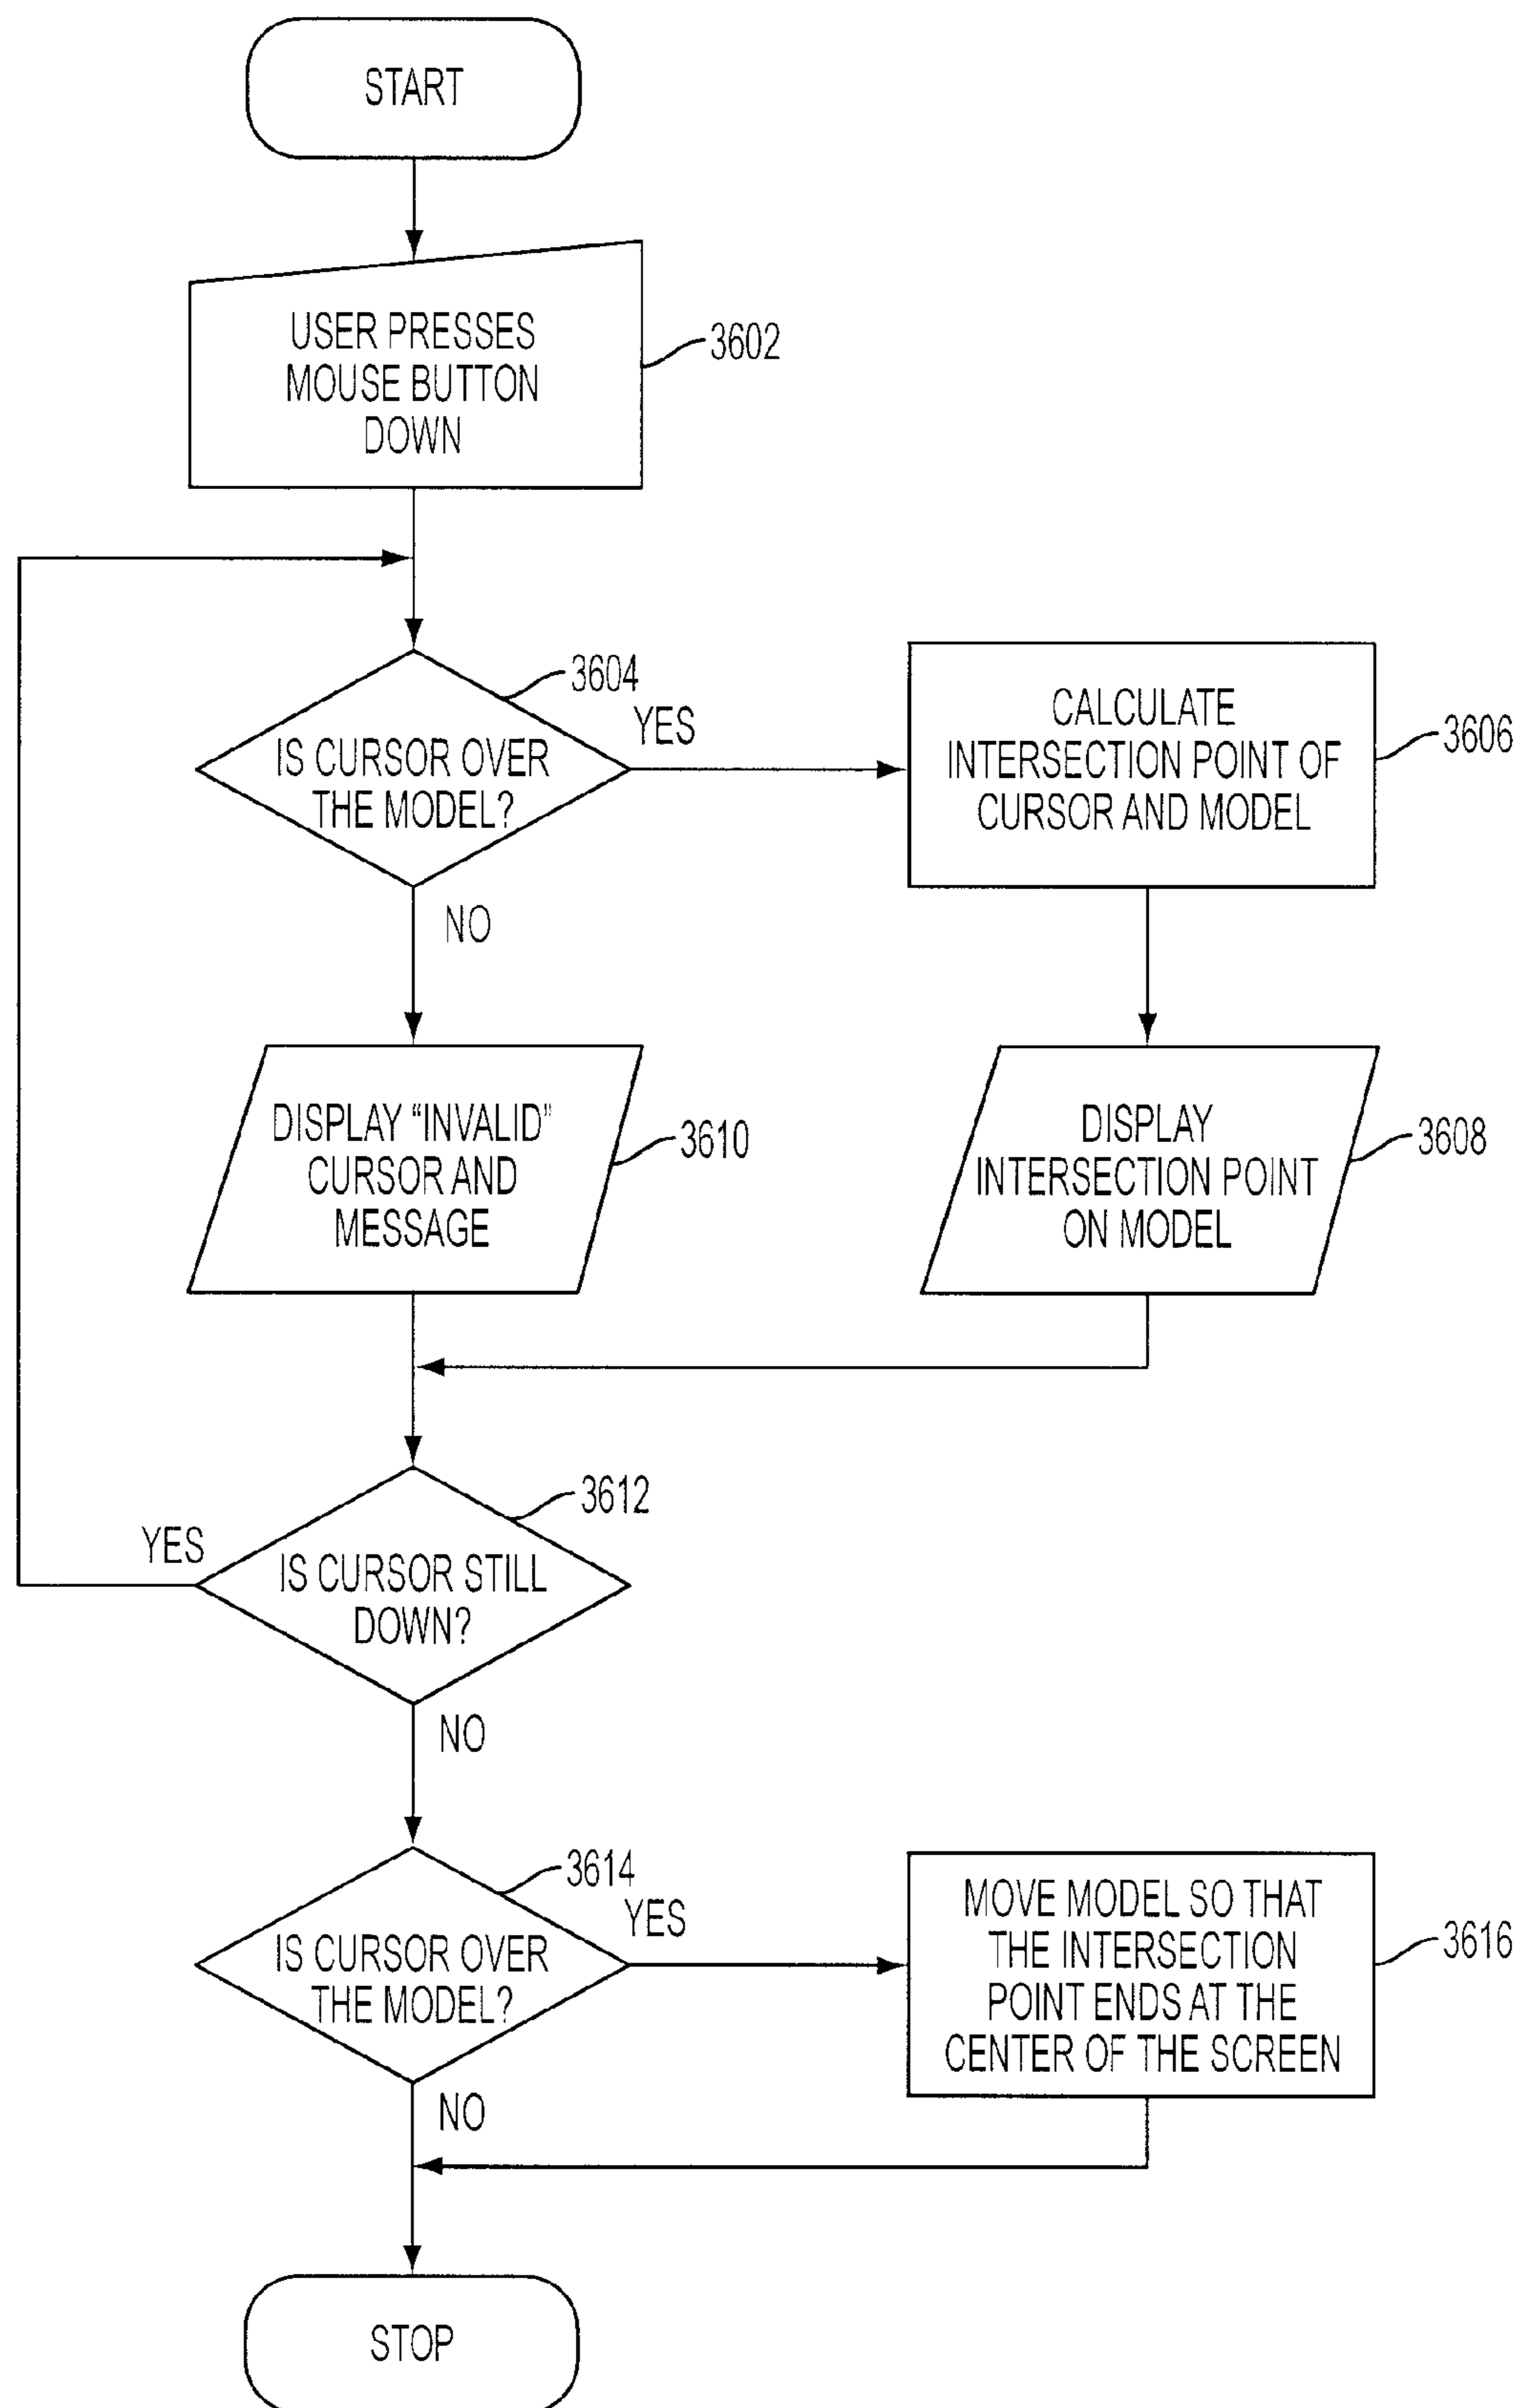 START
USER PRESSES
MOUSE BUTTON
DOWN
3602
3604
IS CURSOR OVER
THE MODEL?
YES
NO
CALCULATE
INTERSECTION POINT OF
CURSOR AND MODEL
3606
DISPLAY “INVALID”
CURSOR AND
MESSAGE
3610
DISPLAY
INTERSECTION POINT
ON MODEL
3608
3612
YES
IS CURSOR STILL
DOWN?
NO
3614
IS CURSOR OVER
THE MODEL?
YES
NO
MOVE MODEL SO THAT
THE INTERSECTION
POINT ENDS AT THE
CENTER OF THE SCREEN
3616
STOP